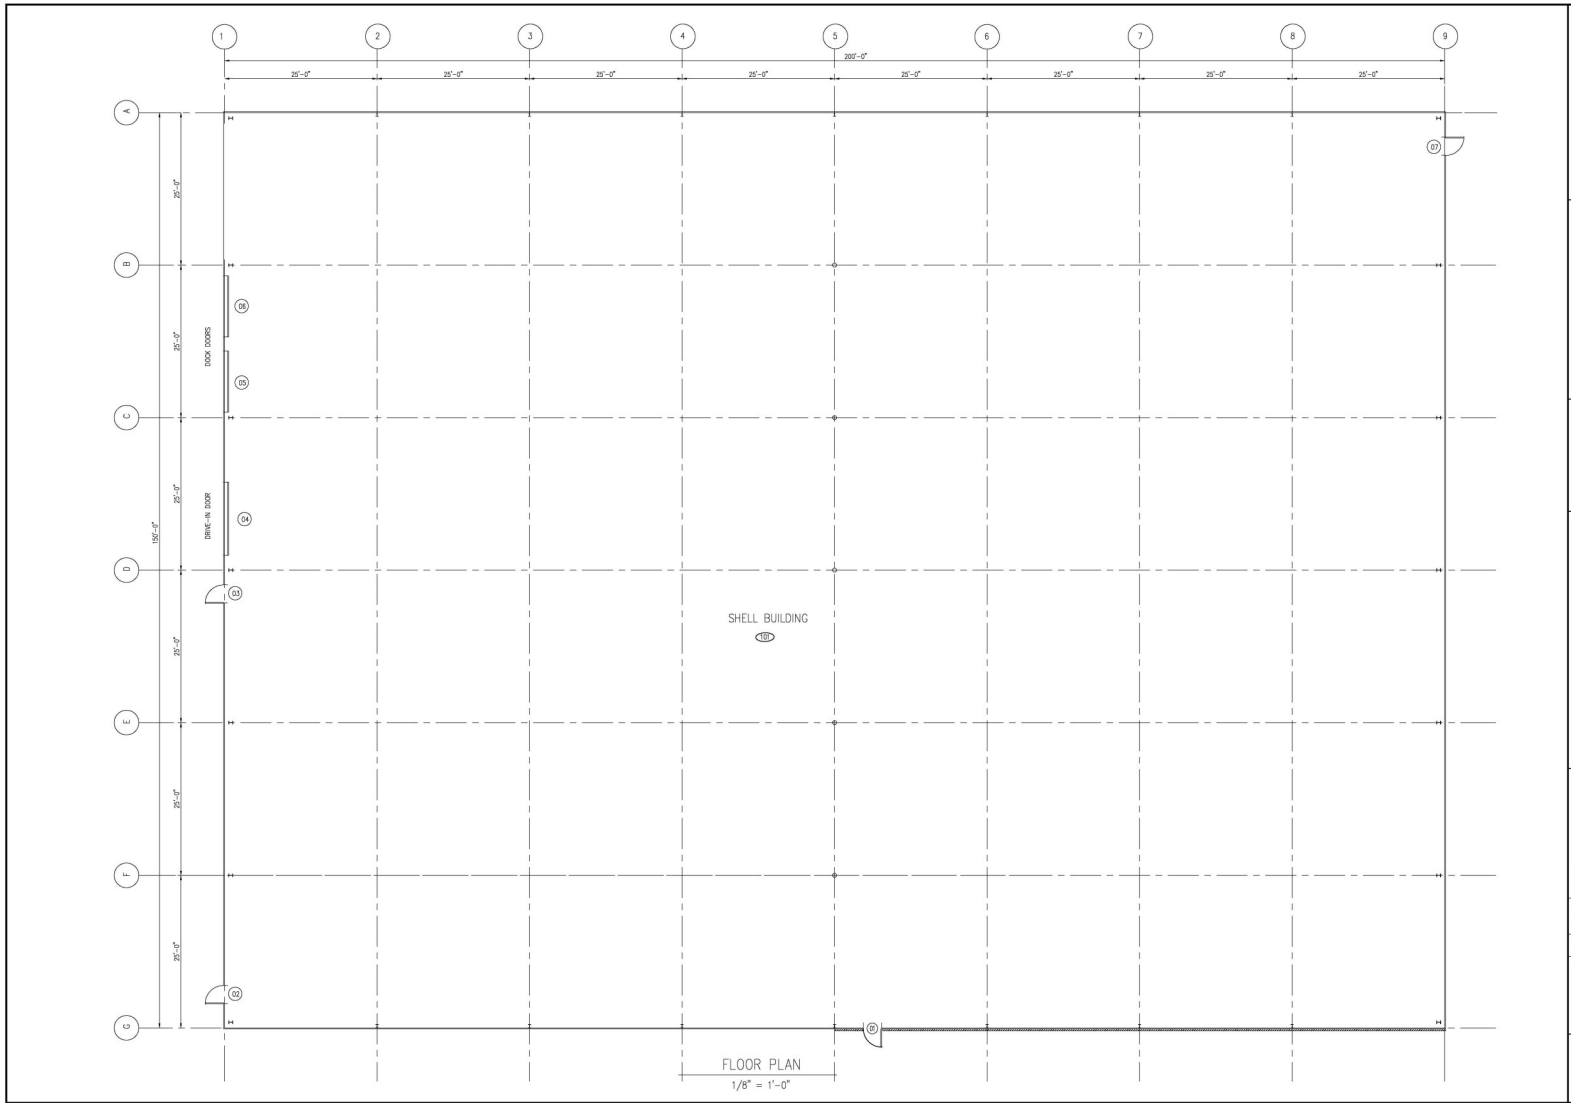 1 2 3 4 5 6 7 8 9
200'-0"
25'-0" 25'-0" 25'-0" 25'-0" 25'-0" 25'-0" 25'-0" 25'-0"
A
07
25'-0"
B
06
DOCK DOORS
25'-0"
05
C
25'-0"
DRIVE-IN DOOR
04
150'-0"
D
03
SHELL BUILDING
101
25'-0"
E
25'-0"
F
25'-0"
02
G
01
FLOOR PLAN
1/8" = 1'-0"